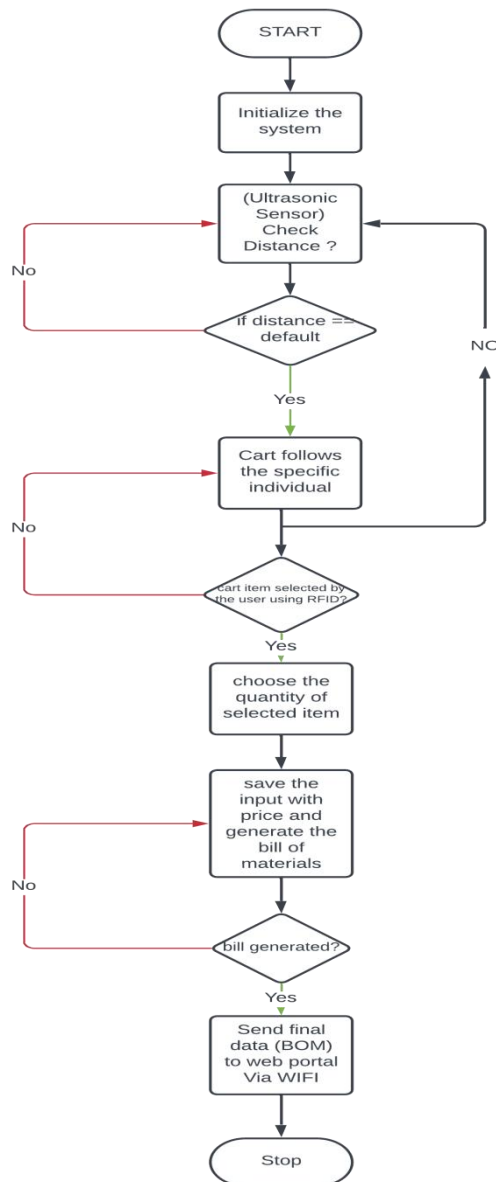 START
Initialize the
system
(Ultrasonic
Sensor)
Check
Distance ?
No
if distance ==
default
NO
Yes
Cart follows
the specific
individual
No
cart item selected by
the user using RFID?
Yes
choose the
quantity of
selected item
save the
input with
price and
generate the
bill of
materials
No
bill generated?
Yes
Send final
data (BOM)
to web portal
Via WIFI
Stop